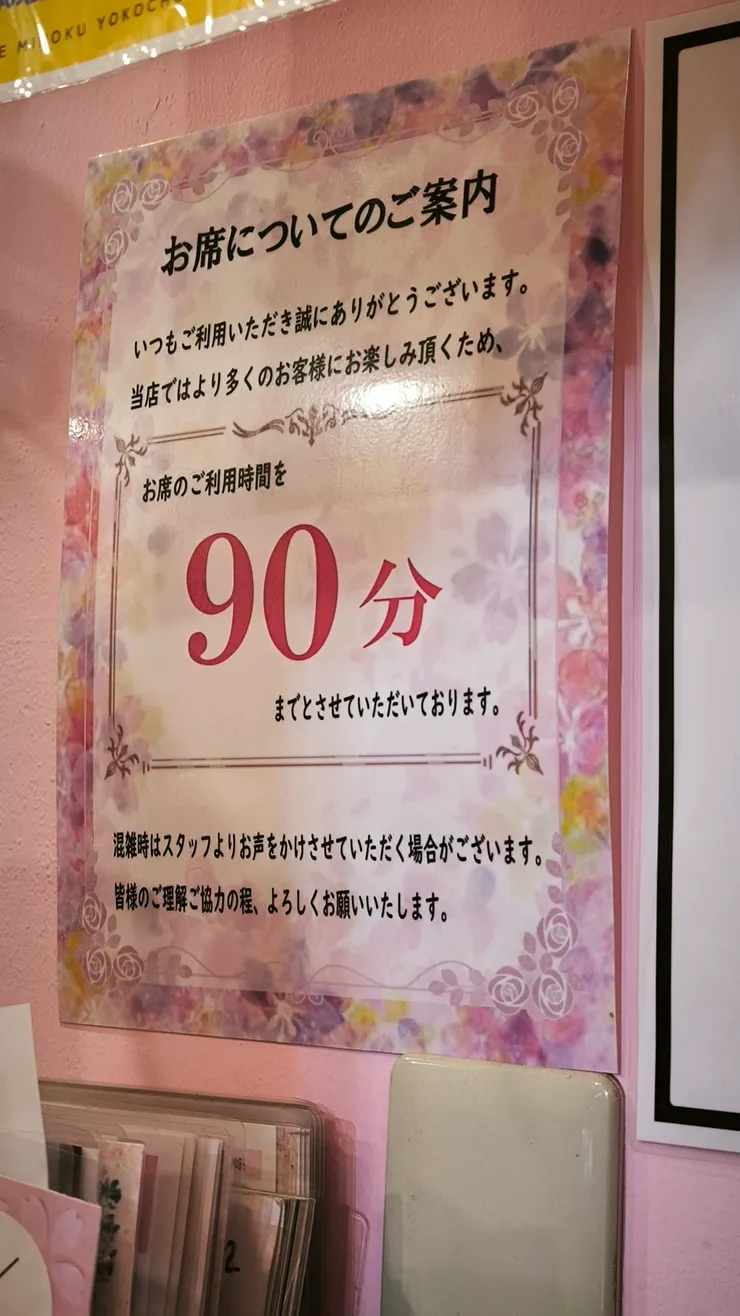 YOKOCH
お席についてのご案内
いつもご利用いただき誠にありがとうございます。
当店ではより多くのお客様にお楽しみ頂くため、
お席のご利用時間を
90分
までとさせていただいております。
混雑時はスタッフよりお声をかけさせていただく場合がございます。
皆様のご理解ご協力の程、よろしくお願いいたします。
2